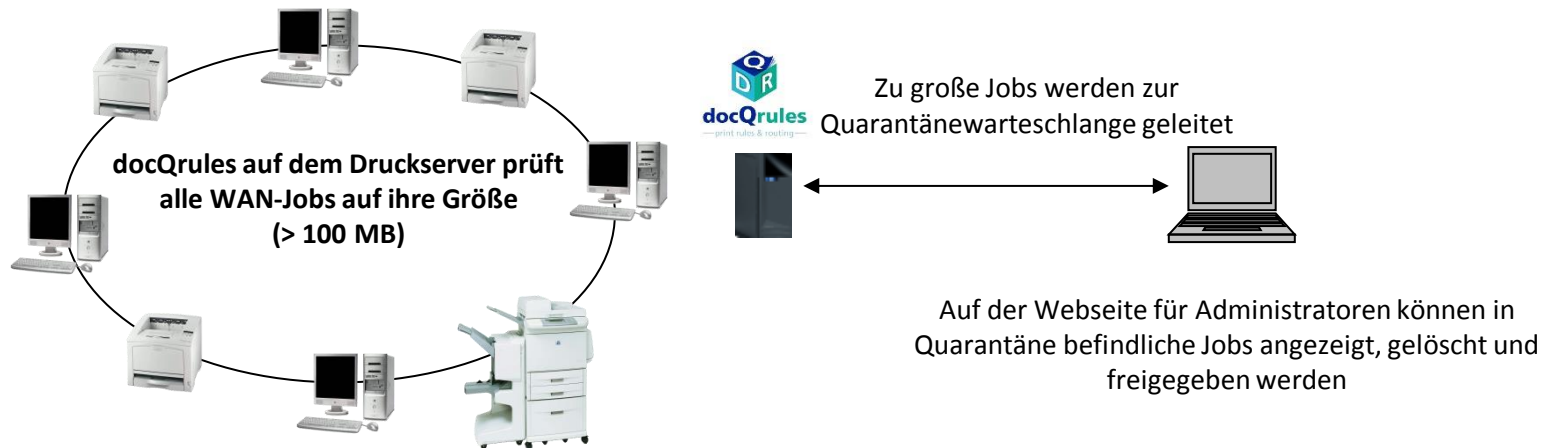 docQrules auf dem Druckserver prüft
alle WAN-Jobs auf ihre Größe
(> 100 MB)
Q
D R
docQrules
print rules & routing
Zu große Jobs werden zur
Quarantänewarteschlange geleitet
Auf der Webseite für Administratoren können in
Quarantäne befindliche Jobs angezeigt, gelöscht und
freigegeben werden